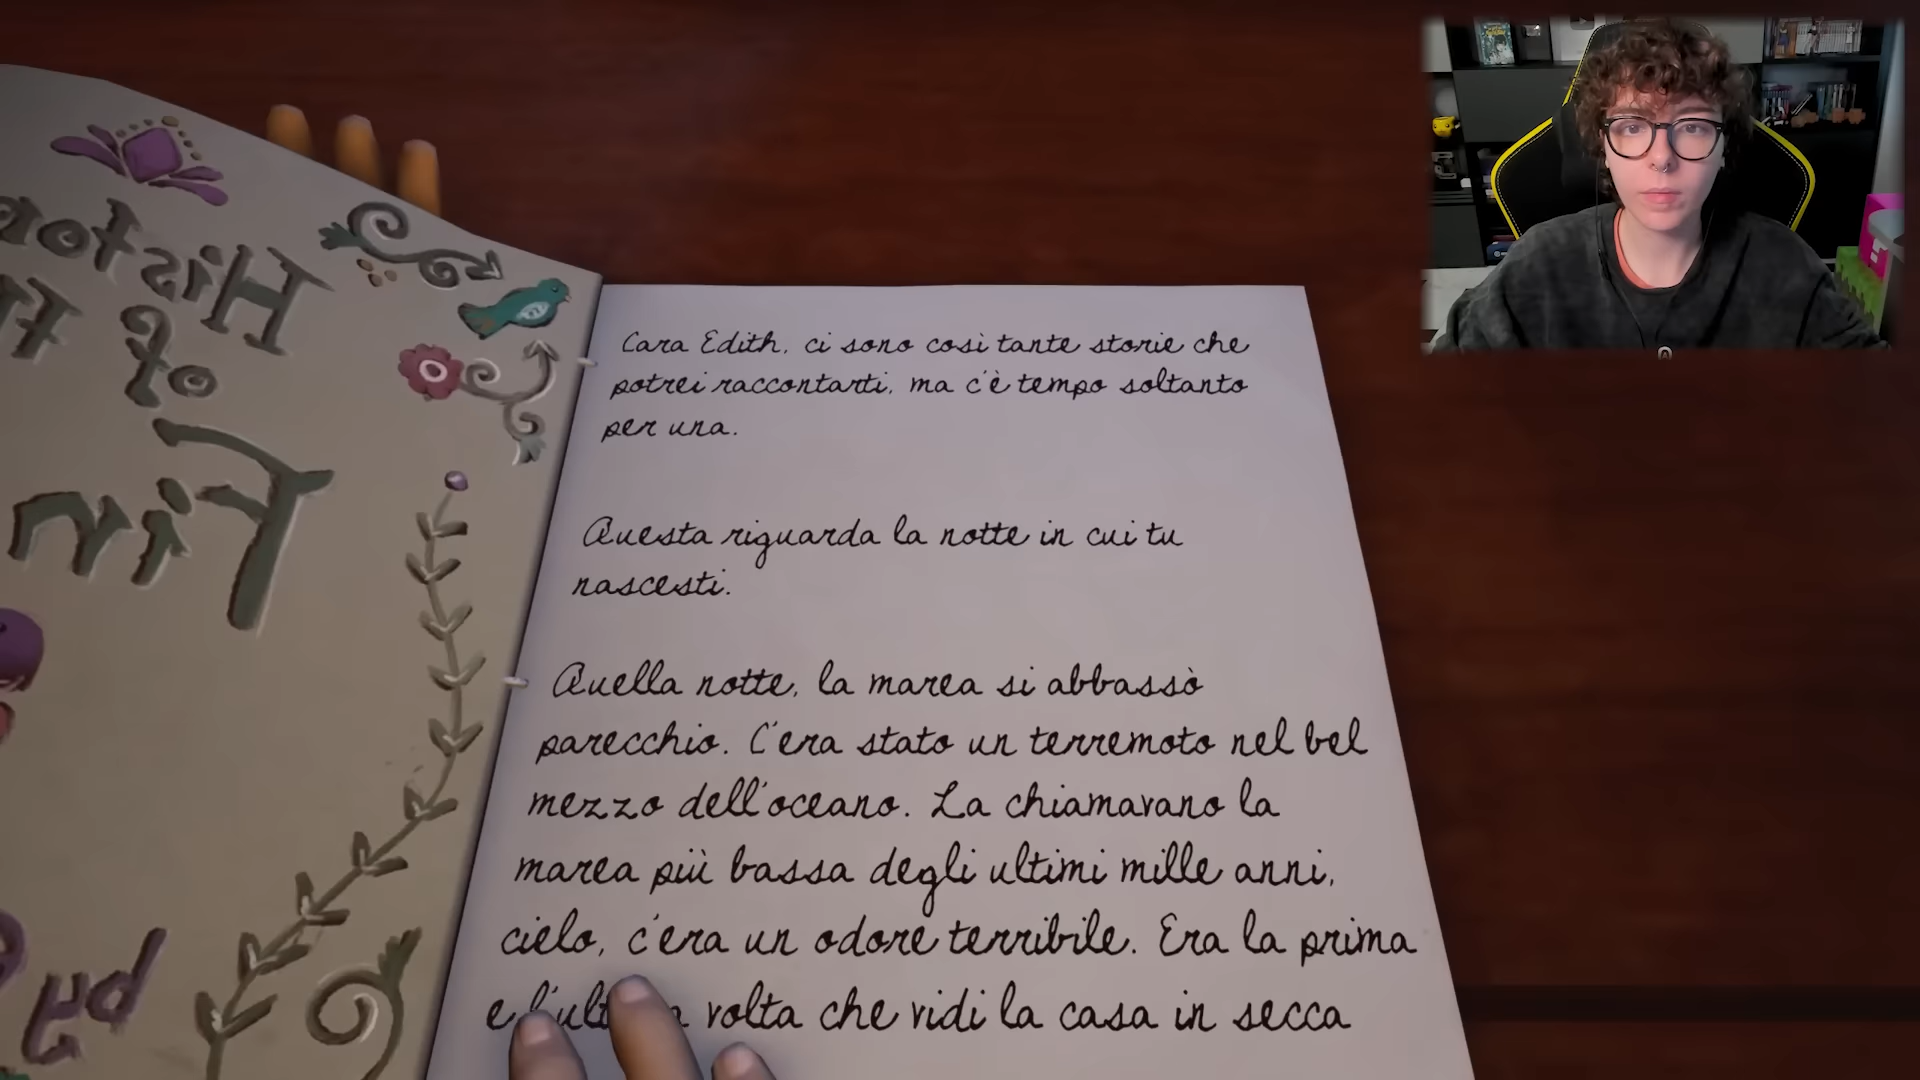 Histor
of t
Fin
Cara Edith, ci sono così tante storie che
potrei raccontarti, ma c'è tempo soltanto
per una.
Questa riguarda la notte in cui tu
nascesti.
Quella notte, la marea si abbassò
parecchio. C'era stato un terremoto nel bel
mezzo dell'oceano. La chiamavano la
marea più bassa degli ultimi mille anni,
cielo, c'era un odore terribile. Era la prima
e volta che vidi la casa in secca